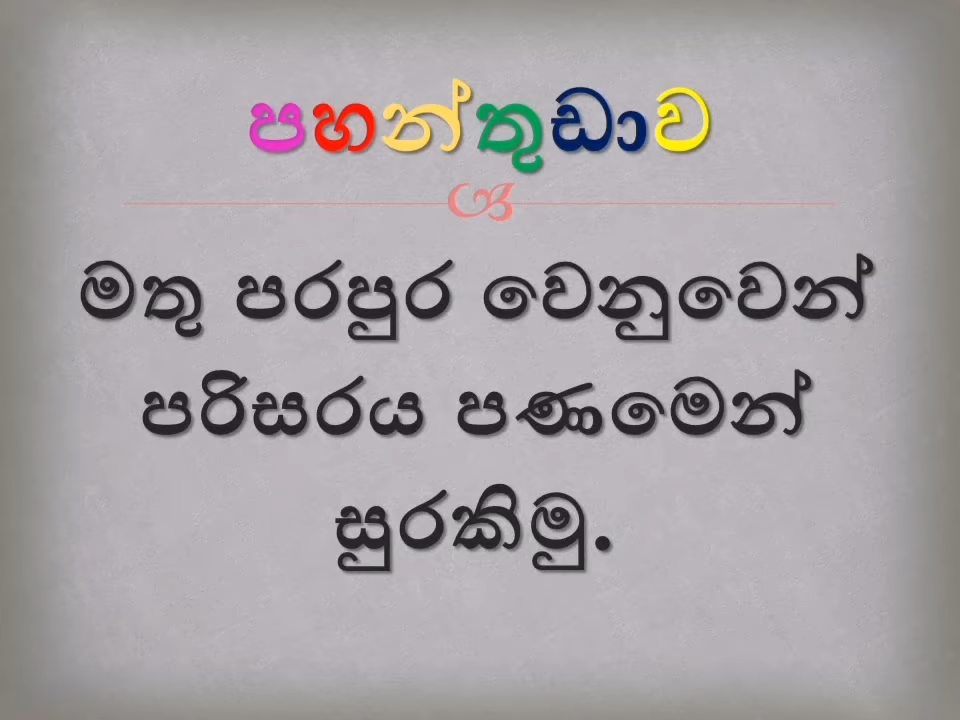 පහන්තුඩාව
මතු පරපුර වෙනුවෙන්
පරිසරය පණමෙන්
සුරකිමු.